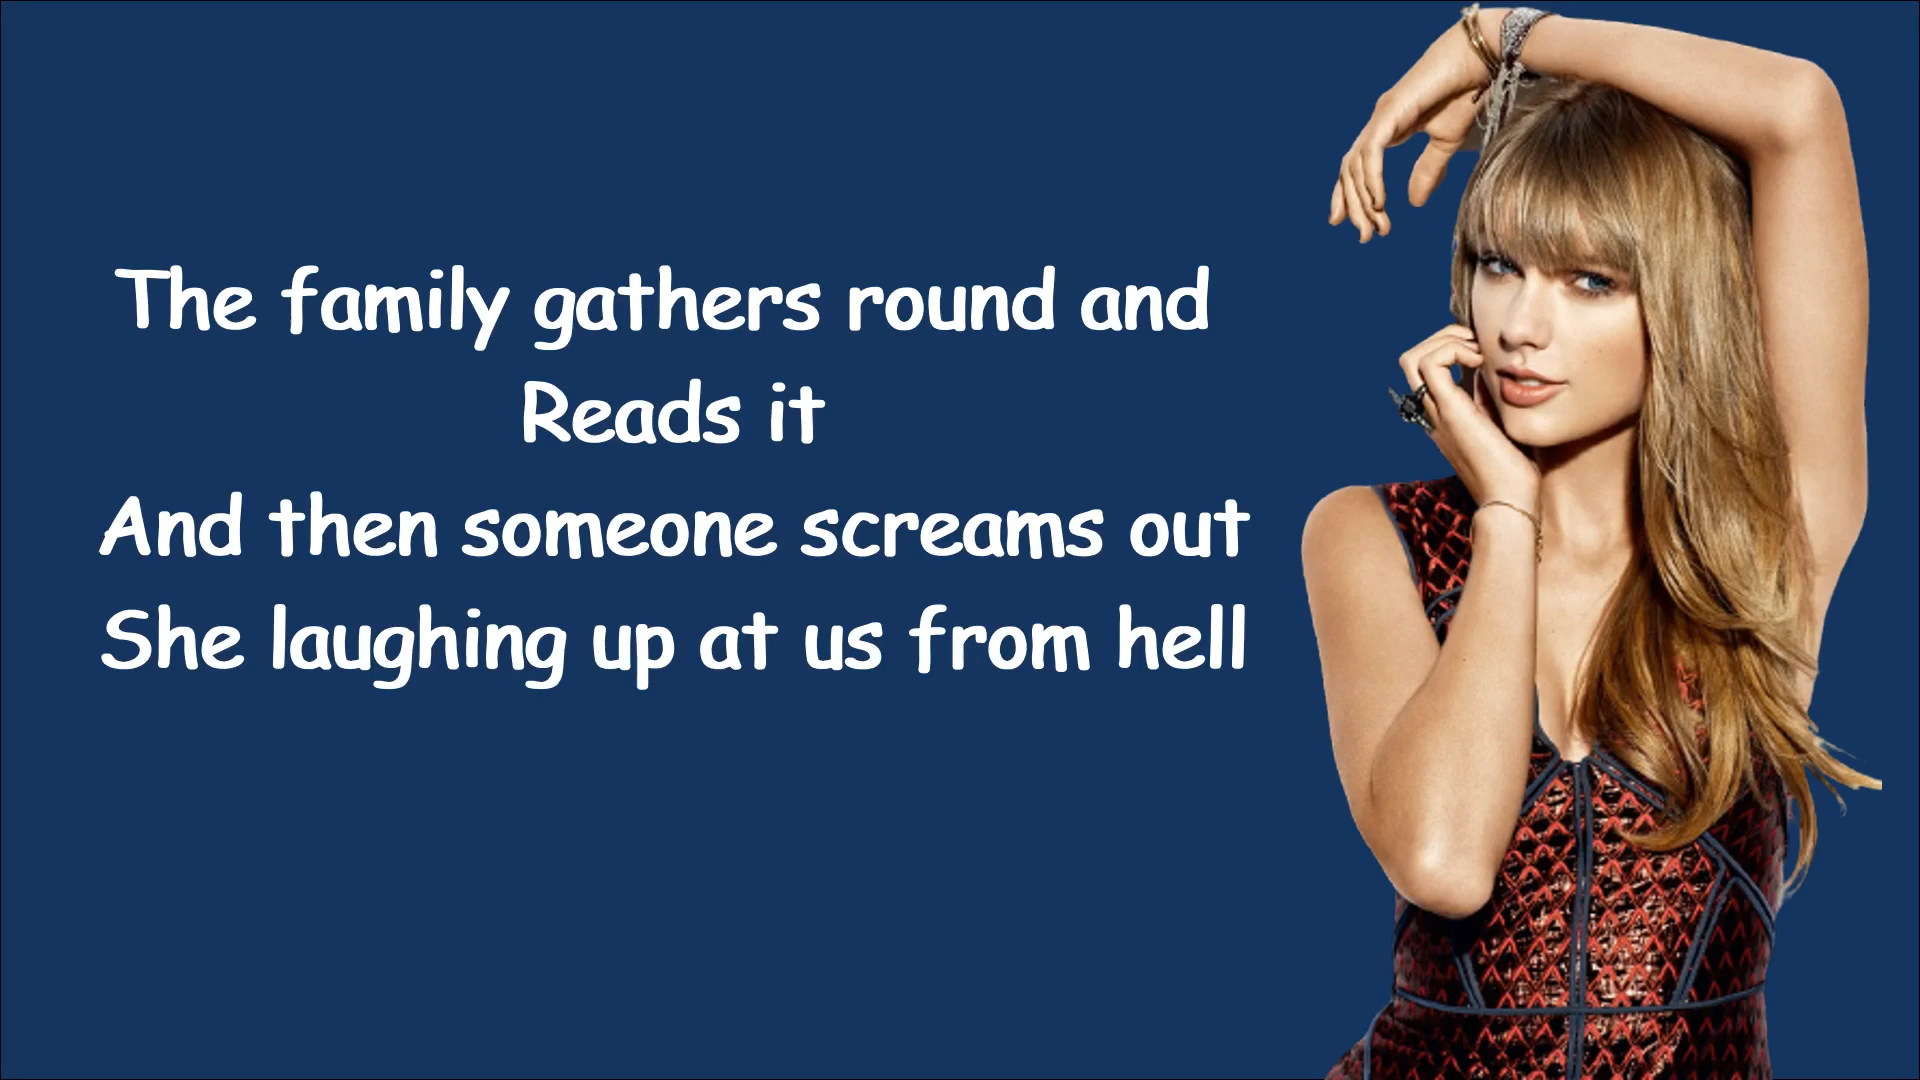 The family gathers round and
Reads it
And then someone screams out
She laughing up at us from hell